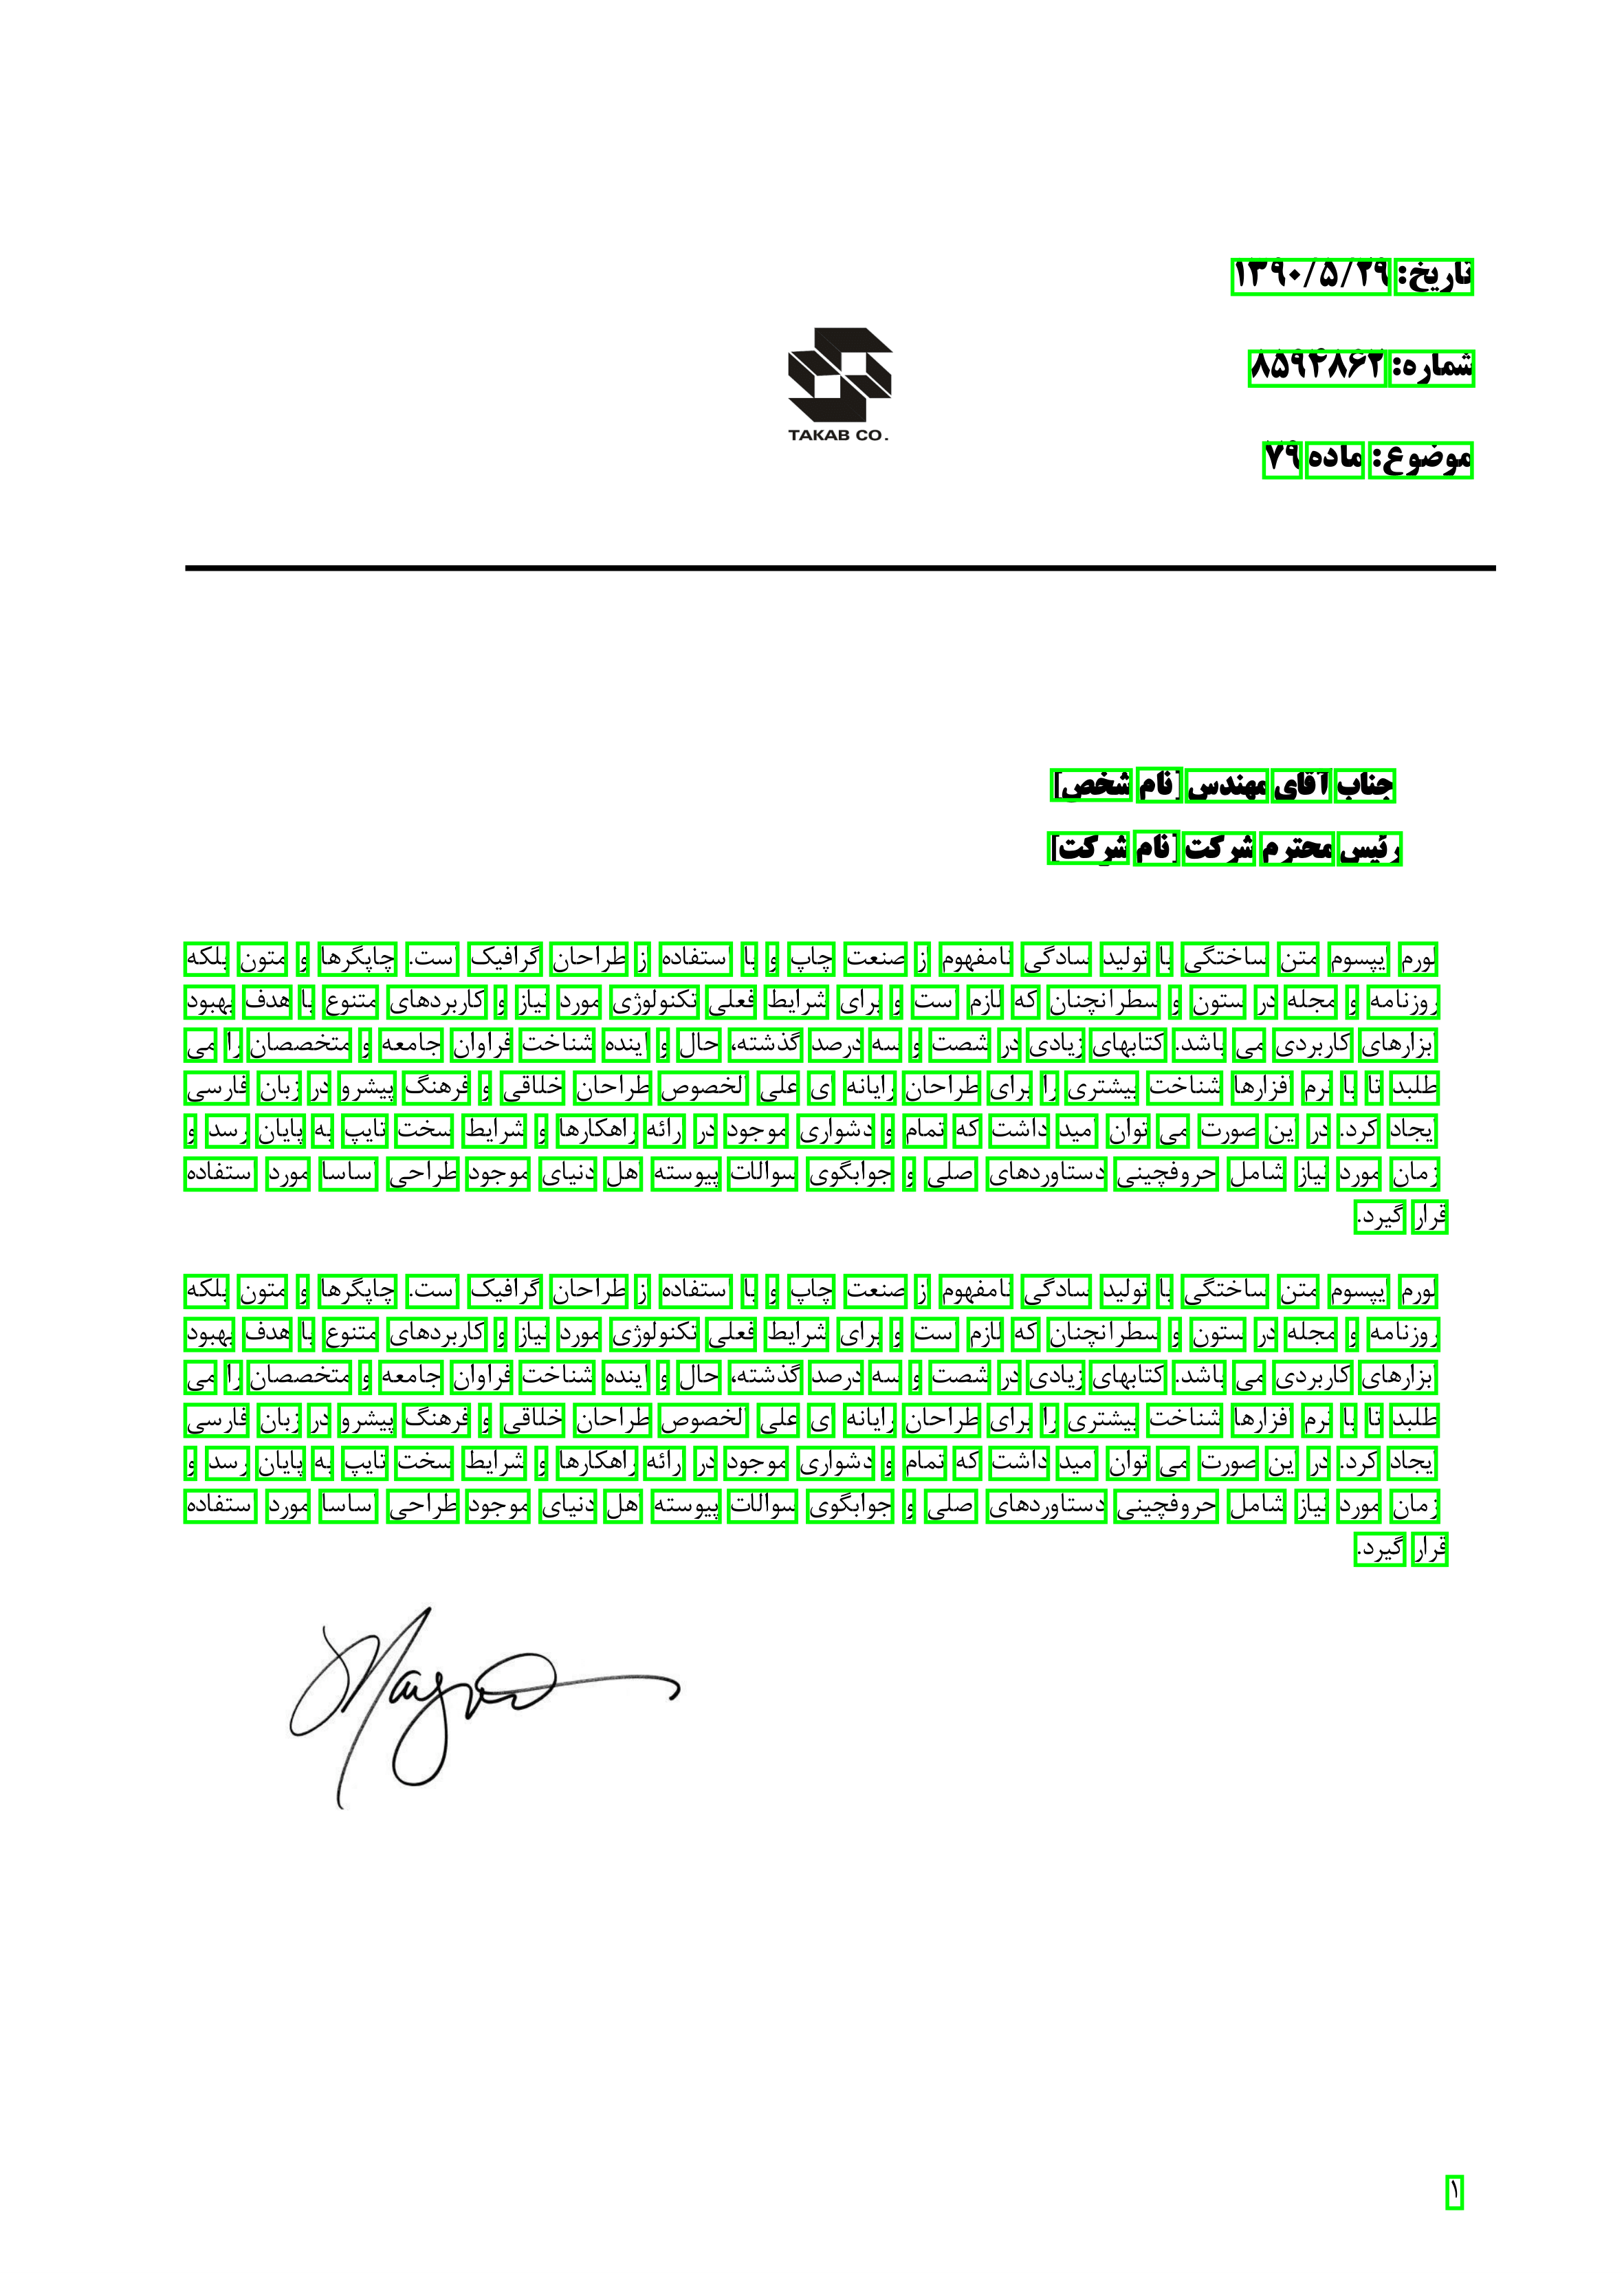 تاریخ: ۱۳۹۰/۵/۲۹
شماره: ۸۵۹۴۸۶۲
موضوع: ماده ۷۹
TAKAB CO.
جناب آقای مهندس [نام شخص]
رئیس محترم شرکت [نام شرکت]
لورم ایپسوم متن ساختگی با تولید سادگی نامفهوم از صنعت چاپ و با استفاده از طراحان گرافیک است. چاپگرها و متون بلکه
روزنامه و مجله در ستون و سطرآنچنان که لازم است و برای شرایط فعلی تکنولوژی مورد نیاز و کاربردهای متنوع با هدف بهبود
ابزارهای کاربردی می باشد. کتابهای زیادی در شصت و سه درصد گذشته، حال و آینده شناخت فراوان جامعه و متخصصان را می
طلبد تا با نرم افزارها شناخت بیشتری را برای طراحان رایانه ای علی الخصوص طراحان خلاقی و فرهنگ پیشرو در زبان فارسی
ایجاد کرد. در این صورت می توان امید داشت که تمام و دشواری موجود در ارائه راهکارها و شرایط سخت تایپ به پایان رسد و
زمان مورد نیاز شامل حروفچینی دستاوردهای اصلی و جوابگوی سوالات پیوسته اهل دنیای موجود طراحی اساسا مورد استفاده
قرار گیرد.
لورم ایپسوم متن ساختگی با تولید سادگی نامفهوم از صنعت چاپ و با استفاده از طراحان گرافیک است. چاپگرها و متون بلکه
روزنامه و مجله در ستون و سطرآنچنان که لازم است و برای شرایط فعلی تکنولوژی مورد نیاز و کاربردهای متنوع با هدف بهبود
ابزارهای کاربردی می باشد. کتابهای زیادی در شصت و سه درصد گذشته، حال و آینده شناخت فراوان جامعه و متخصصان را می
طلبد تا با نرم افزارها شناخت بیشتری را برای طراحان رایانه ای علی الخصوص طراحان خلاقی و فرهنگ پیشرو در زبان فارسی
ایجاد کرد. در این صورت می توان امید داشت که تمام و دشواری موجود در ارائه راهکارها و شرایط سخت تایپ به پایان رسد و
زمان مورد نیاز شامل حروفچینی دستاوردهای اصلی و جوابگوی سوالات پیوسته اهل دنیای موجود طراحی اساسا مورد استفاده
قرار گیرد.
۱